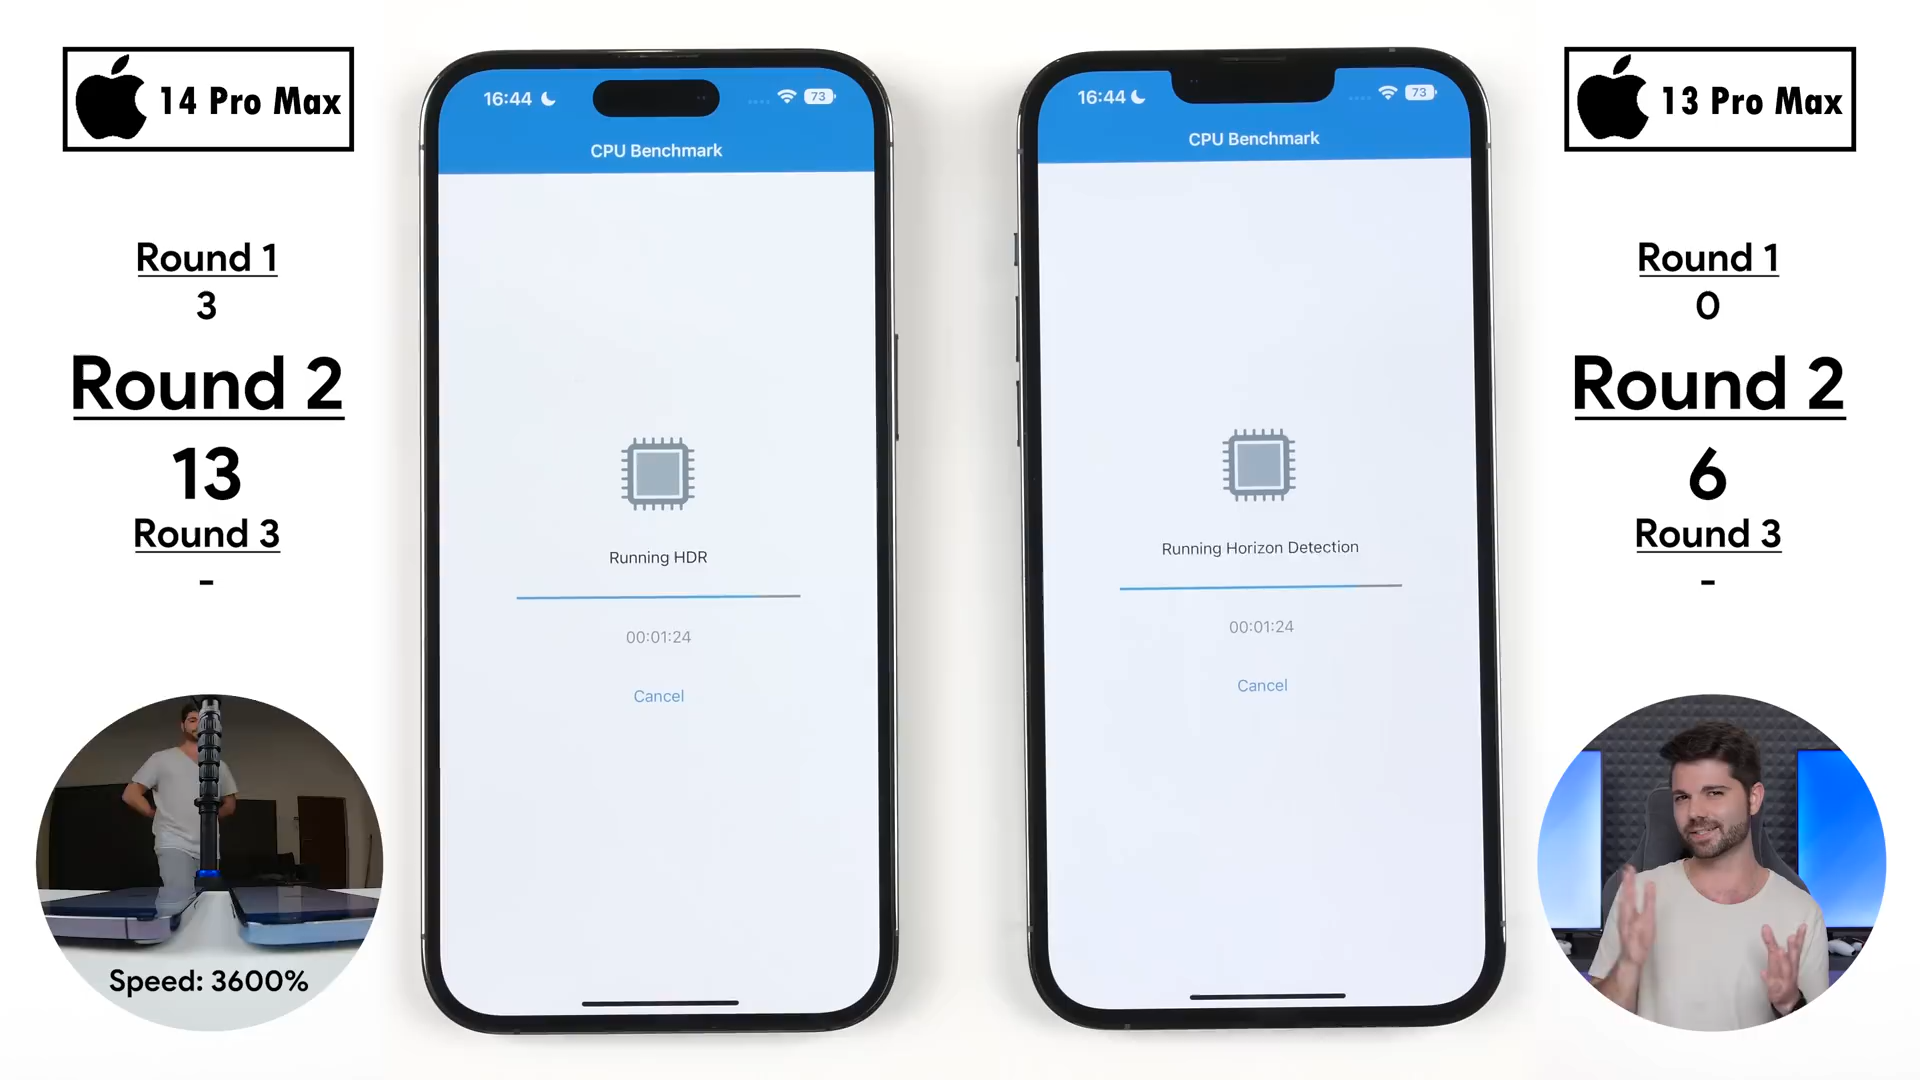 14 Pro Max
Round 1
3
Round 2
13
Round 3
-
Speed: 3600%
16:44
73
CPU Benchmark
Running HDR
00:01:24
Cancel
16:44
73
CPU Benchmark
Running Horizon Detection
00:01:24
Cancel
13 Pro Max
Round 1
0
Round 2
6
Round 3
-